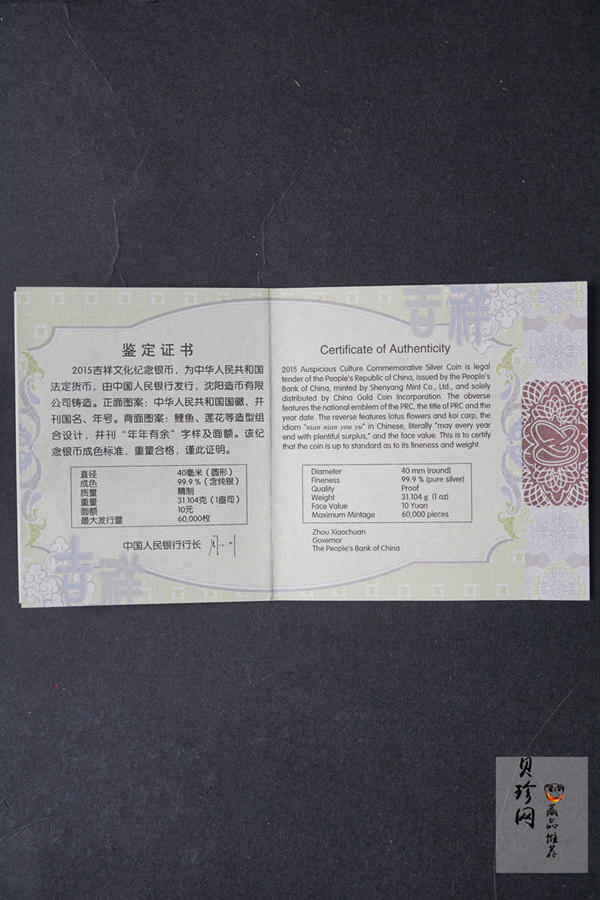 吉祥
鉴定证书
2015吉祥文化纪念银币，为中华人民共和国
法定货币，由中国人民银行发行，沈阳造币有限
公司铸造。正面图案：中华人民共和国国徽，并
刊国名、年号。背面图案：鲤鱼、莲花等造型组
合设计，并刊“年年有余”字样及面额。该纪
念银币成色标准，重量合格，谨此证明。
直径 40毫米（圆形）
成色 99.9％（含纯银）
质量 精制
重量 31.104克（1盎司）
面额 10元
最大发行量 60,000枚
中国人民银行行长
吉祥
Certificate of Authenticity
2015 Auspicious Culture Commemorative Silver Coin is legal
tender of the People's Republic of China, issued by the People's
Bank of China, minted by Shenyang Mint Co., Ltd., and solely
distributed by China Gold Coin Incorporation. The obverse
features the national emblem of the PRC, the title of PRC and the
year date. The reverse features lotus flowers and koi carp, the
idiom "nian nian you yu" in Chinese, literally "may every year
end with plentiful surplus," and the face value. This is to certify
that the coin is up to standard as to its fineness and weight.
Diameter 40 mm (round)
Fineness 99.9 % (pure silver)
Quality Proof
Weight 31.104 g (1 oz)
Face Value 10 Yuan
Maximum Mintage 60,000 pieces
Zhou Xiaochuan
Governor
The People's Bank of China
贝珍网
藏品推荐